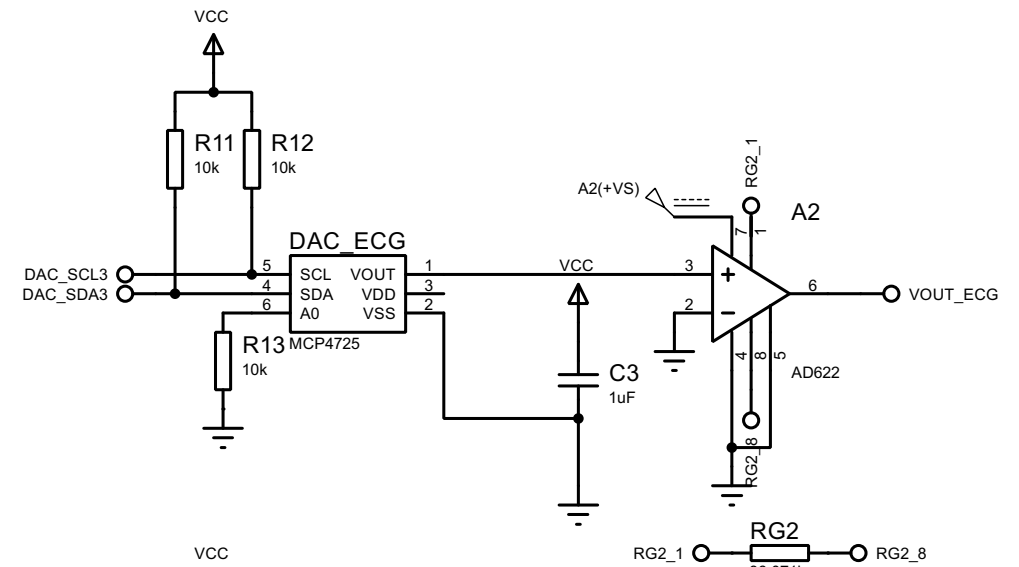 VCC
R11
10k
R12
10k
RG2_1
A2(+VS)
A2
7
1
DAC_ECG
DAC_SCL3
5
SCL
VOUT
1
VCC
3
DAC_SDA3
4
SDA
VDD
3
6
VOUT_ECG
6
A0
VSS
2
2
R13
10k
MCP4725
C3
1uF
4
8
5
AD622
RG2_8
VCC
RG2
RG2_1
RG2_8